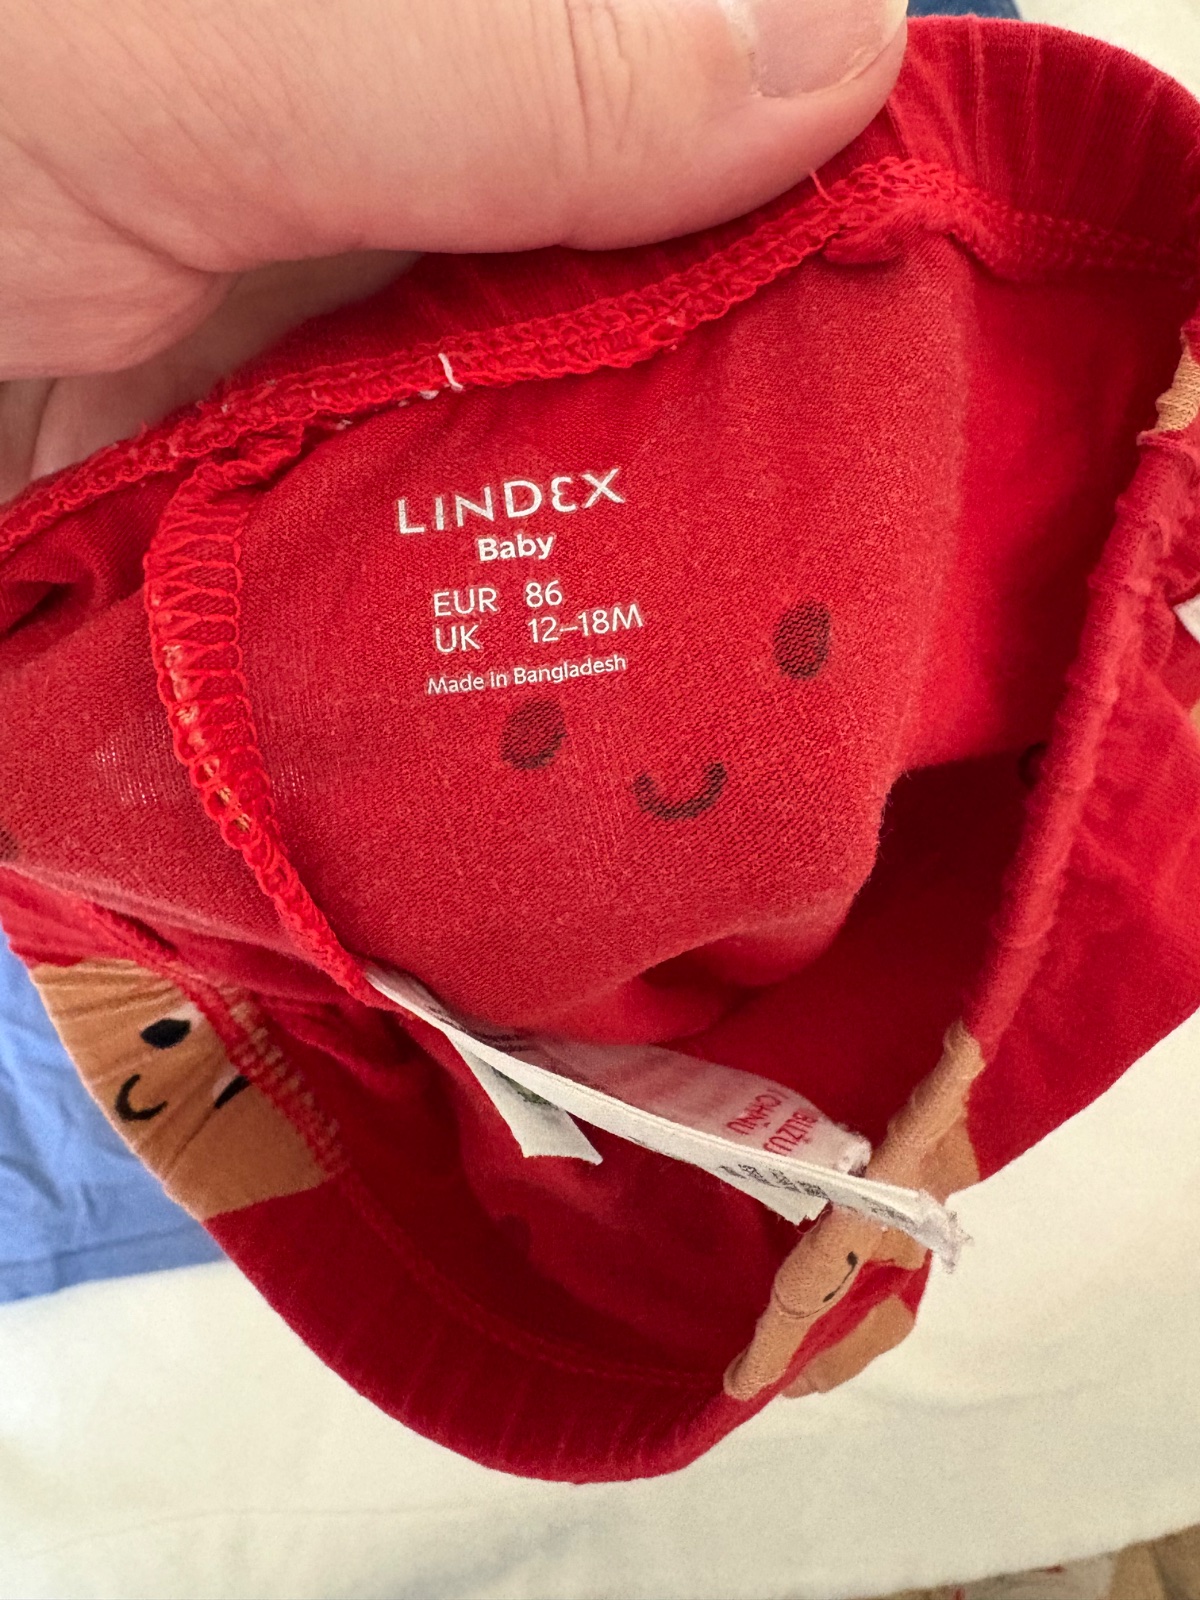 LINDEX
Baby
EUR 86
UK 12–18M
Made in Bangladesh